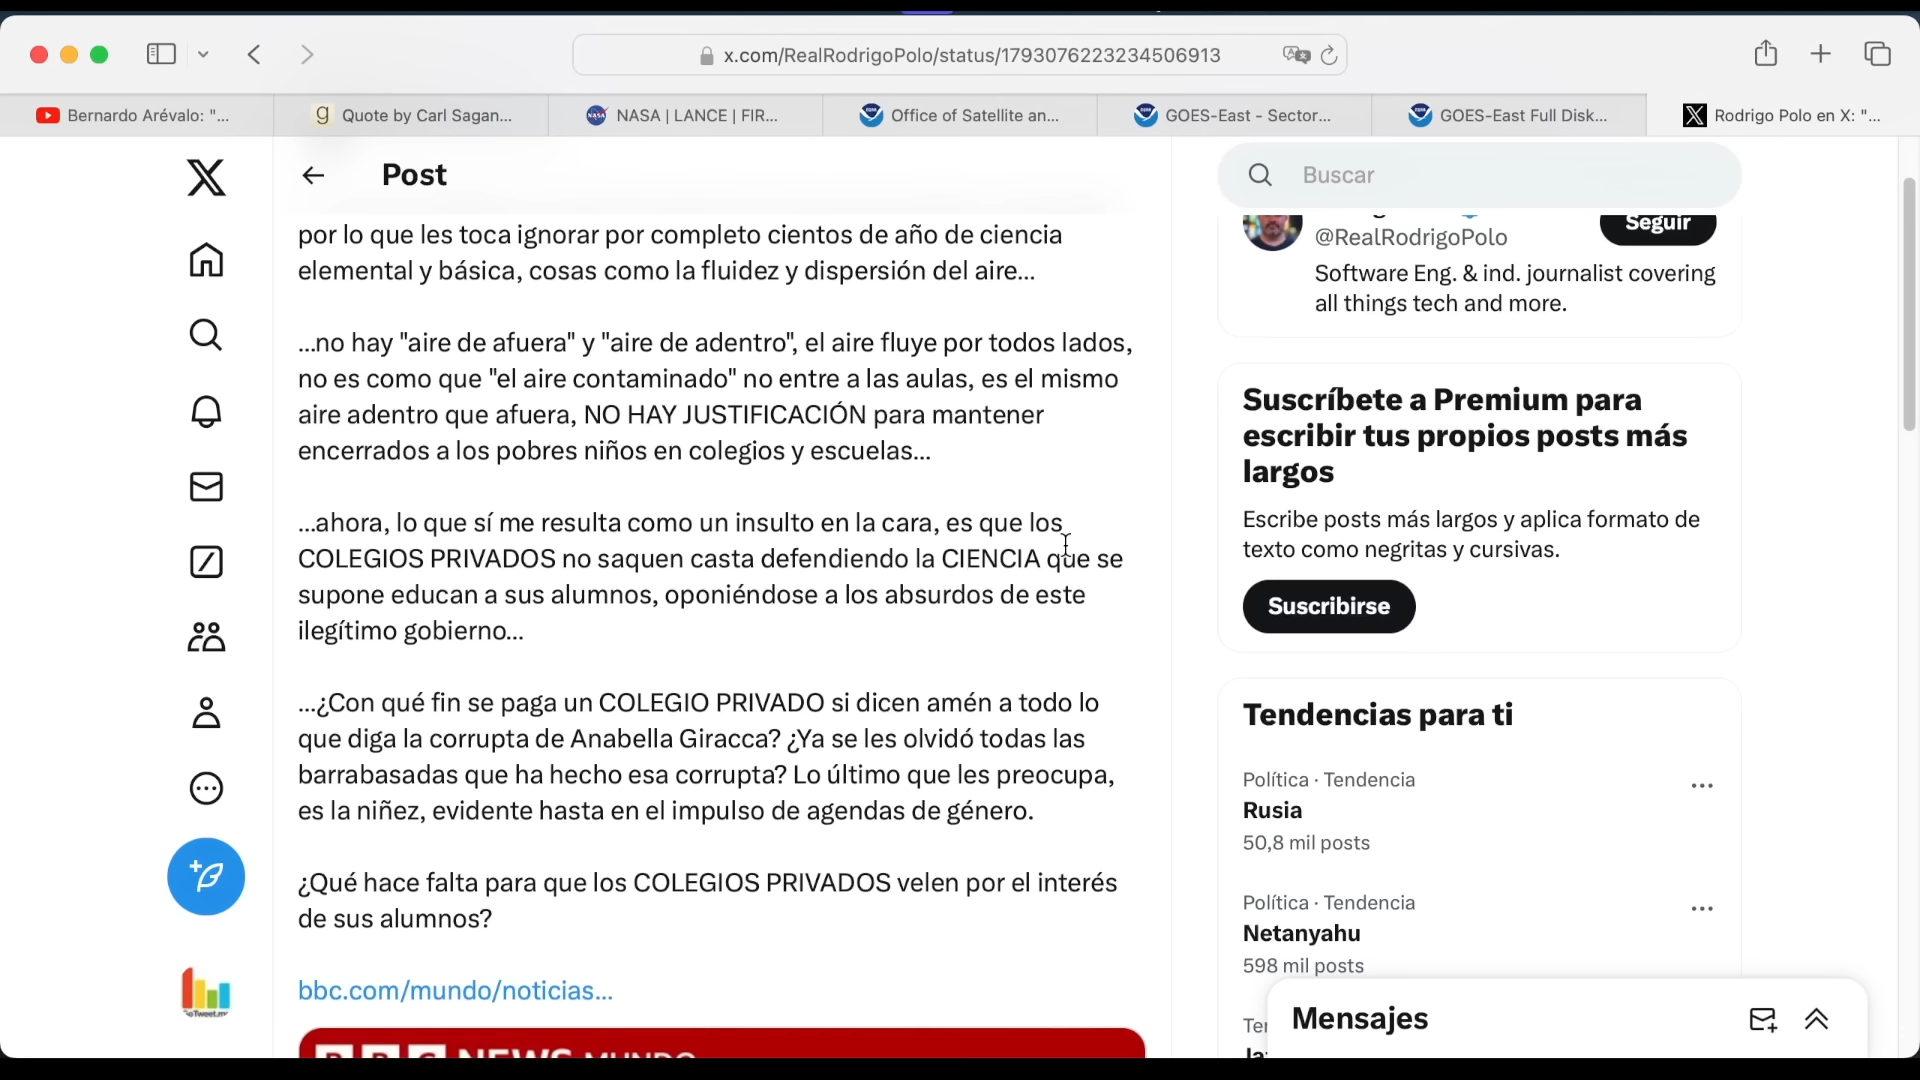 x.com/RealRodrigoPolo/status/1793076223234506913
Bernardo Arévalo: "...
g Quote by Carl Sagan...
NASA | LANCE | FIR...
Office of Satellite an...
GOES-East - Sector...
GOES-East Full Disk...
Rodrigo Polo en X: "...
Post
por lo que les toca ignorar por completo cientos de año de ciencia
elemental y básica, cosas como la fluidez y dispersión del aire...
...no hay "aire de afuera" y "aire de adentro", el aire fluye por todos lados,
no es como que "el aire contaminado" no entre a las aulas, es el mismo
aire adentro que afuera, NO HAY JUSTIFICACIÓN para mantener
encerrados a los pobres niños en colegios y escuelas...
...ahora, lo que sí me resulta como un insulto en la cara, es que los
COLEGIOS PRIVADOS no saquen casta defendiendo la CIENCIA que se
supone educan a sus alumnos, oponiéndose a los absurdos de este
ilegítimo gobierno...
...¿Con qué fin se paga un COLEGIO PRIVADO si dicen amén a todo lo
que diga la corrupta de Anabella Giracca? ¿Ya se les olvidó todas las
barrabasadas que ha hecho esa corrupta? Lo último que les preocupa,
es la niñez, evidente hasta en el impulso de agendas de género.
¿Qué hace falta para que los COLEGIOS PRIVADOS velen por el interés
de sus alumnos?
bbc.com/mundo/noticias...
BBC NEWS MUNDO
Buscar
Seguir
@RealRodrigoPolo
Software Eng. & ind. journalist covering
all things tech and more.
Suscríbete a Premium para
escribir tus propios posts más
largos
Escribe posts más largos y aplica formato de
texto como negritas y cursivas.
Suscribirse
Tendencias para ti
Política · Tendencia
Rusia
50,8 mil posts
Política · Tendencia
Netanyahu
598 mil posts
Mensajes